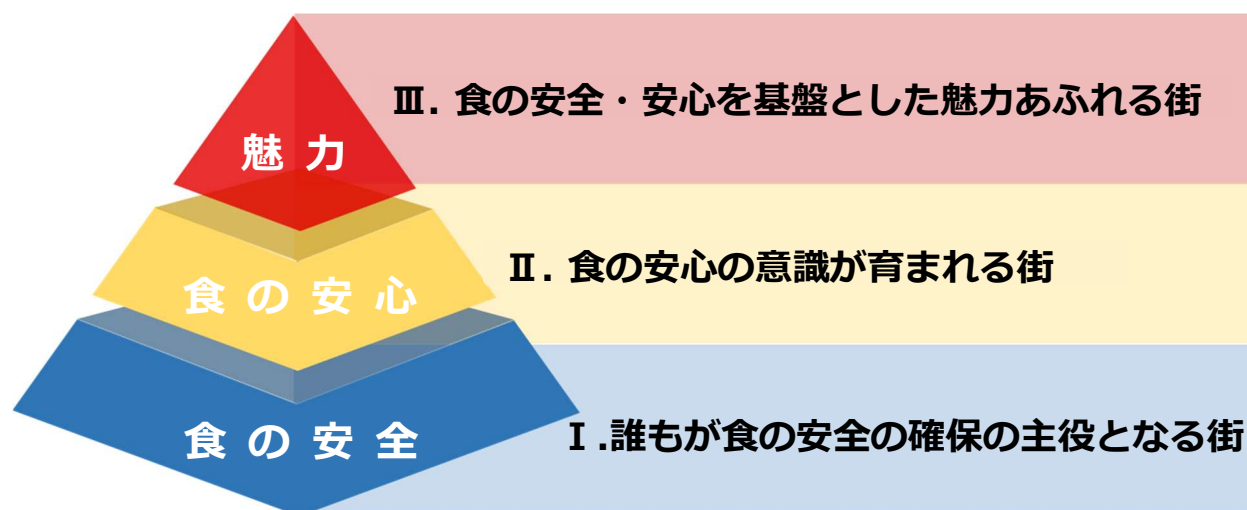 魅力
Ⅲ. 食の安全・安心を基盤とした魅力あふれる街
食の安心
Ⅱ. 食の安心の意識が育まれる街
食の安全
Ⅰ.誰もが食の安全の確保の主役となる街